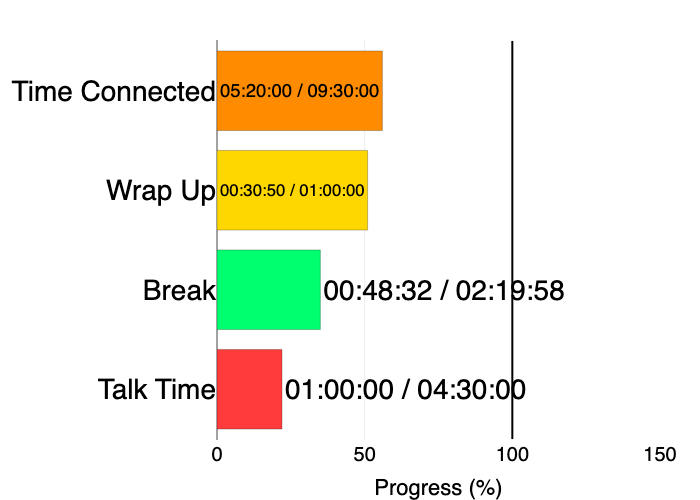 Time Connected 05:20:00 / 09:30:00
Wrap Up 00:30:50 / 01:00:00
Break 00:48:32 / 02:19:58
Talk Time 01:00:00 / 04:30:00
0 50 100 150
Progress (%)